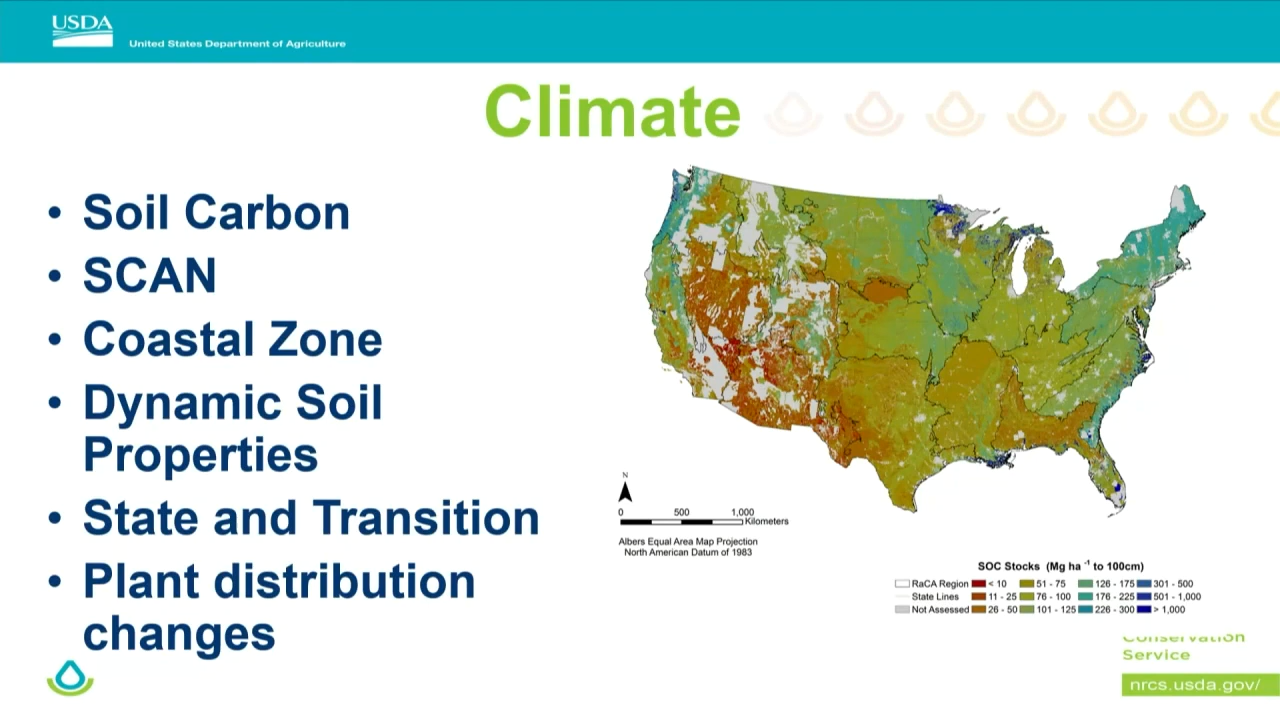 USDA
United States Department of Agriculture
Climate
• Soil Carbon
• SCAN
• Coastal Zone
• Dynamic Soil
Properties
• State and Transition
• Plant distribution
changes
N
0 500 1,000
Kilometers
Albers Equal Area Map Projection
North American Datum of 1983
SOC Stocks (Mg ha -1 to 100cm)
RaCA Region < 10 51 - 75 126 - 175 301 - 500
State Lines 11 - 25 76 - 100 176 - 225 501 - 1,000
Not Assessed 26 - 50 101 - 125 226 - 300 > 1,000
Conservation
Service
nrcs.usda.gov/